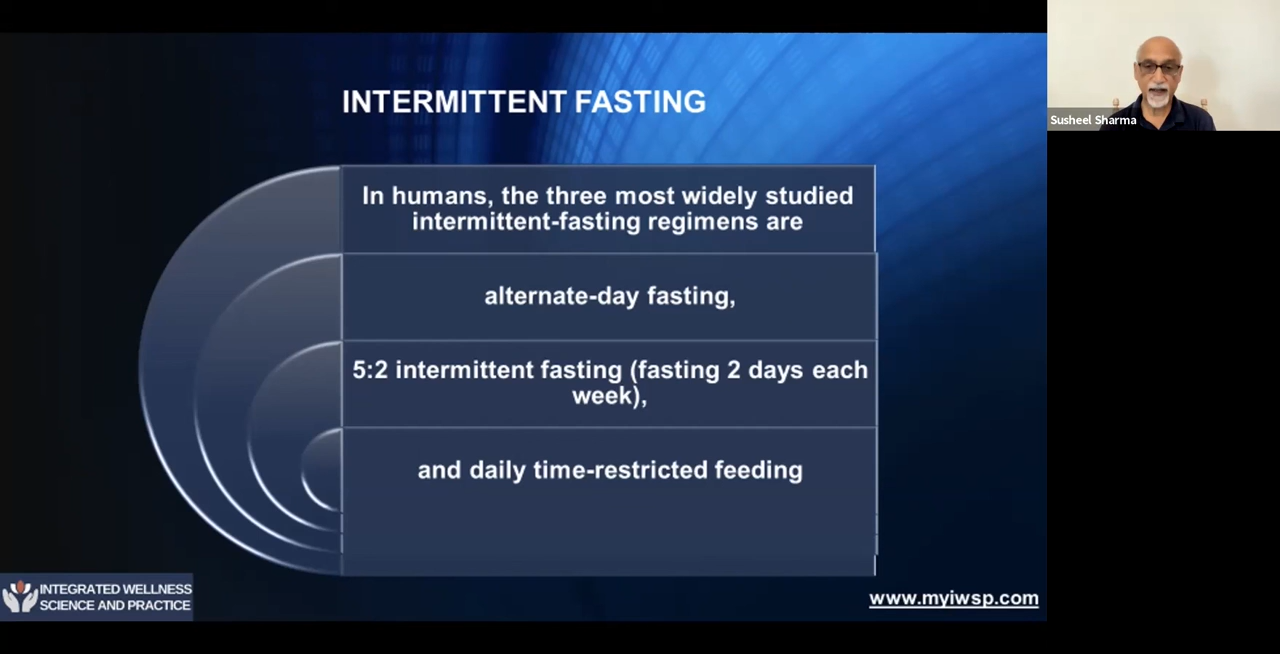 INTERMITTENT FASTING
In humans, the three most widely studied
intermittent-fasting regimens are
alternate-day fasting,
5:2 intermittent fasting (fasting 2 days each
week),
and daily time-restricted feeding
INTEGRATED WELLNESS
SCIENCE AND PRACTICE
www.myiwsp.com
Susheel Sharma